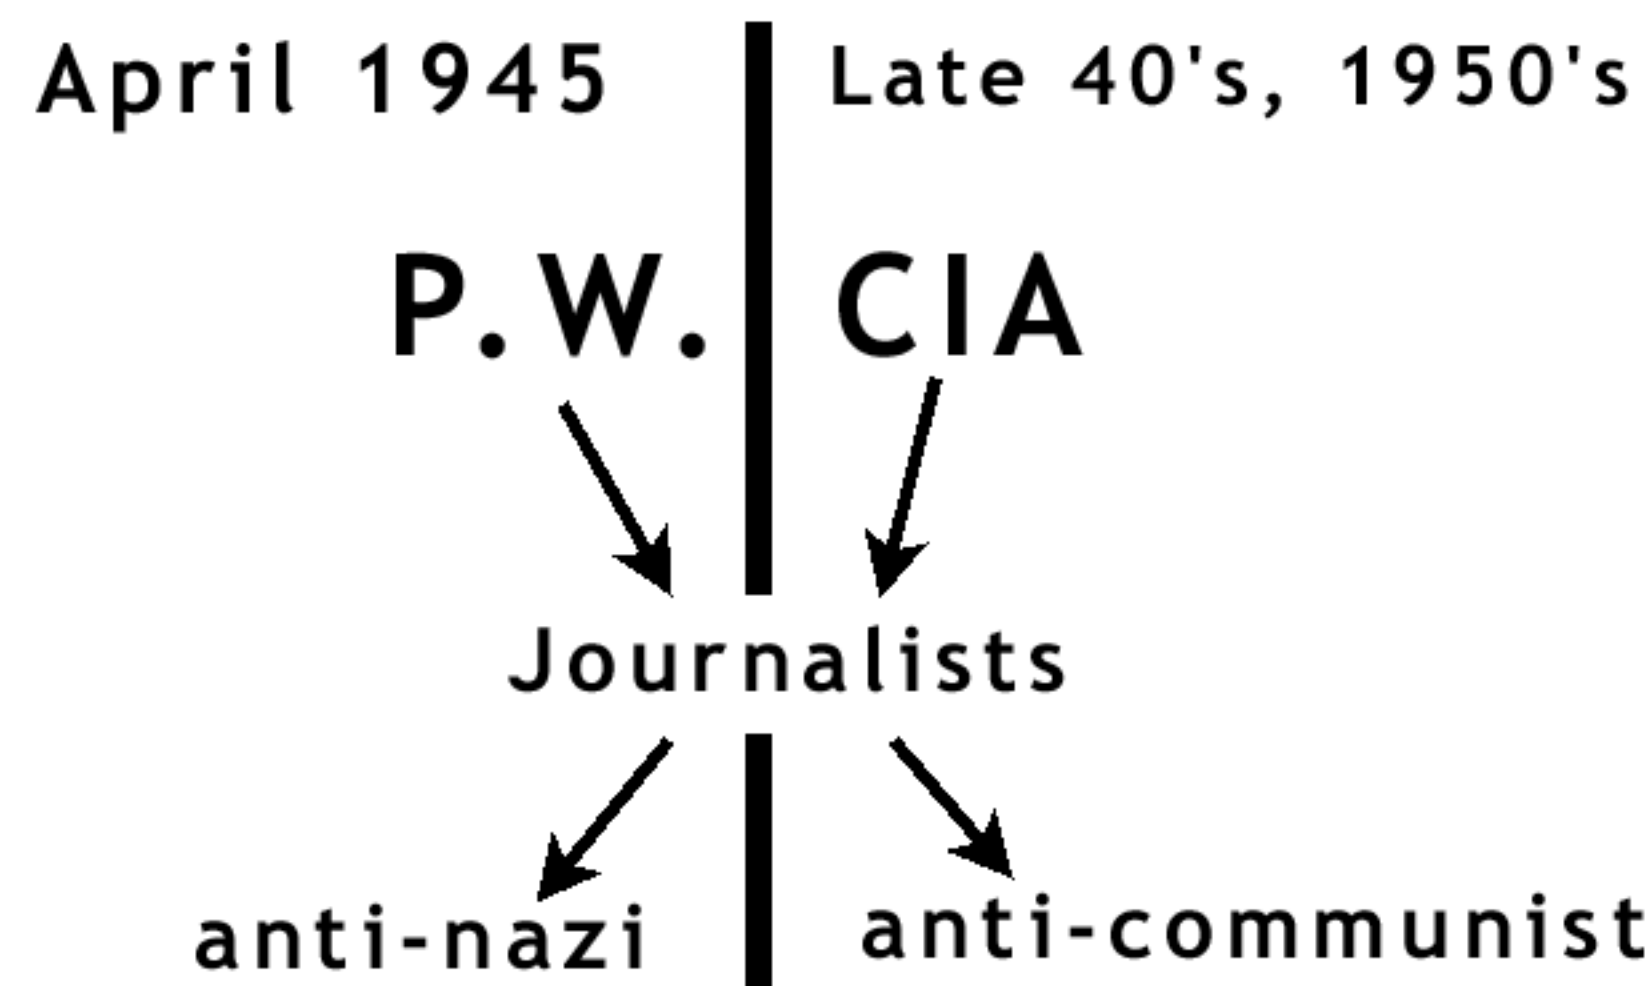 April 1945
Late 40's, 1950's
P.W.
CIA
Journalists
anti-nazi
anti-communist